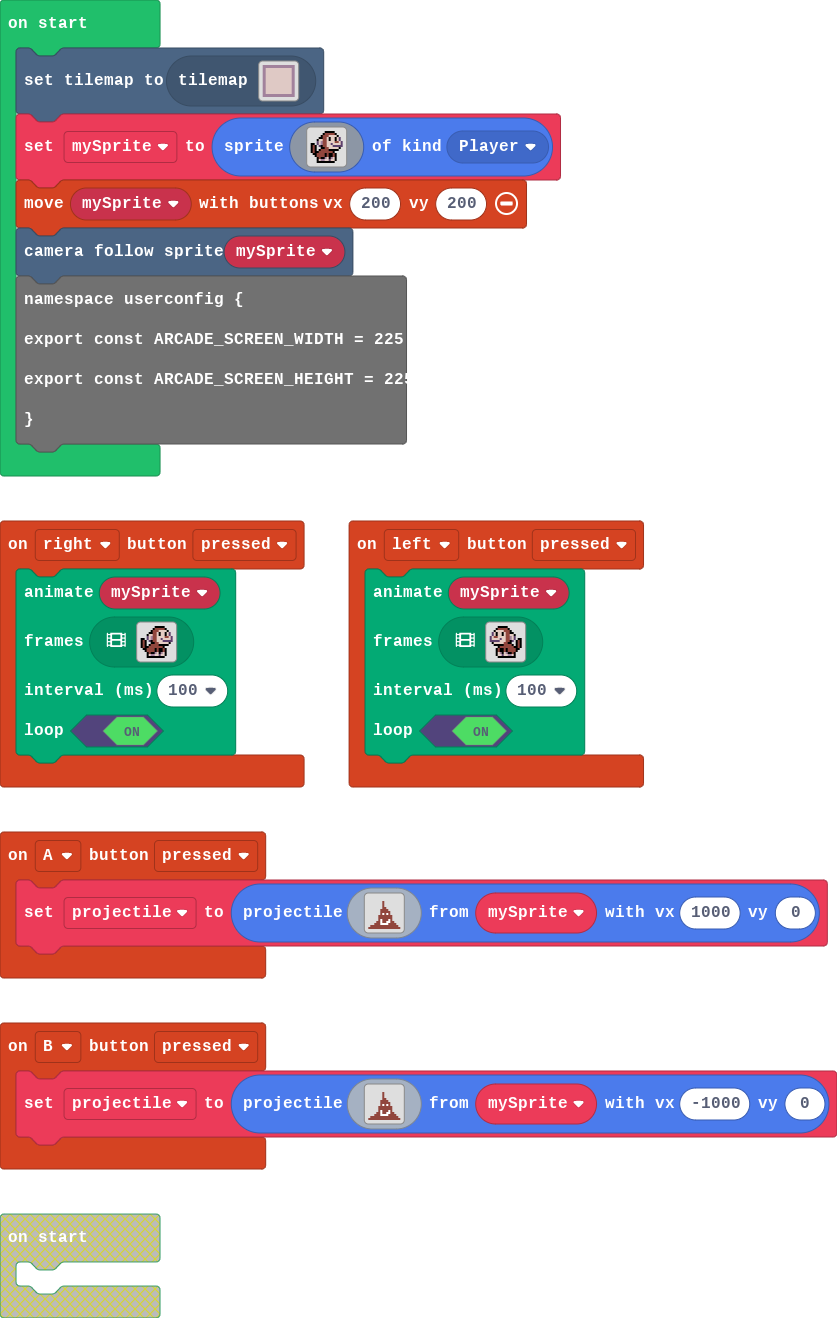 on start
set tilemap to tilemap
set mySprite to sprite of kind Player
move mySprite with buttons vx 200 vy 200
camera follow sprite mySprite
namespace userconfig {
export const ARCADE_SCREEN_WIDTH = 225
export const ARCADE_SCREEN_HEIGHT = 225
}
on right button pressed
animate mySprite
frames
interval (ms) 100
loop ON
on left button pressed
animate mySprite
frames
interval (ms) 100
loop ON
on A button pressed
set projectile to projectile from mySprite with vx 1000 vy 0
on B button pressed
set projectile to projectile from mySprite with vx -1000 vy 0
on start